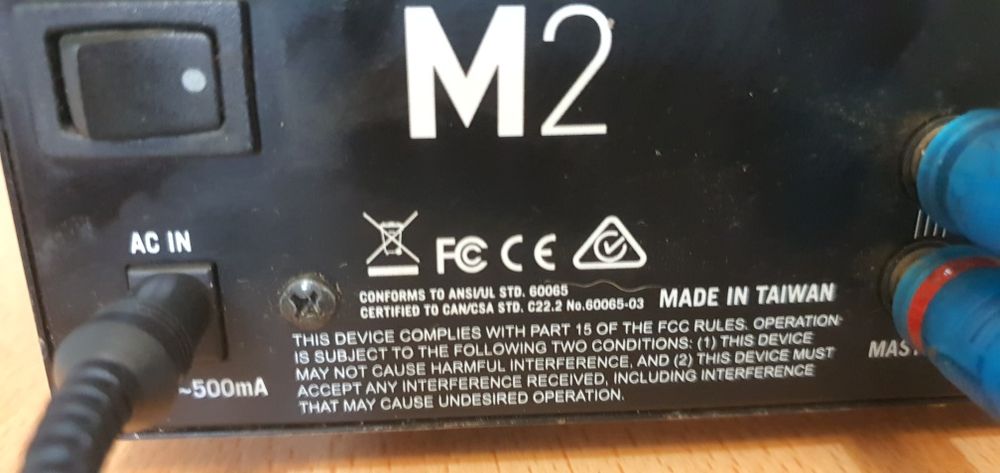 M2
AC IN
FC CE
CONFORMS TO ANSI/UL STD. 60065
CERTIFIED TO CAN/CSA STD. C22.2 No.60065-03
MADE IN TAIWAN
THIS DEVICE COMPLIES WITH PART 15 OF THE FCC RULES. OPERATION
IS SUBJECT TO THE FOLLOWING TWO CONDITIONS: (1) THIS DEVICE
MAY NOT CAUSE HARMFUL INTERFERENCE, AND (2) THIS DEVICE MUST
ACCEPT ANY INTERFERENCE RECEIVED, INCLUDING INTERFERENCE
THAT MAY CAUSE UNDESIRED OPERATION.
~500mA